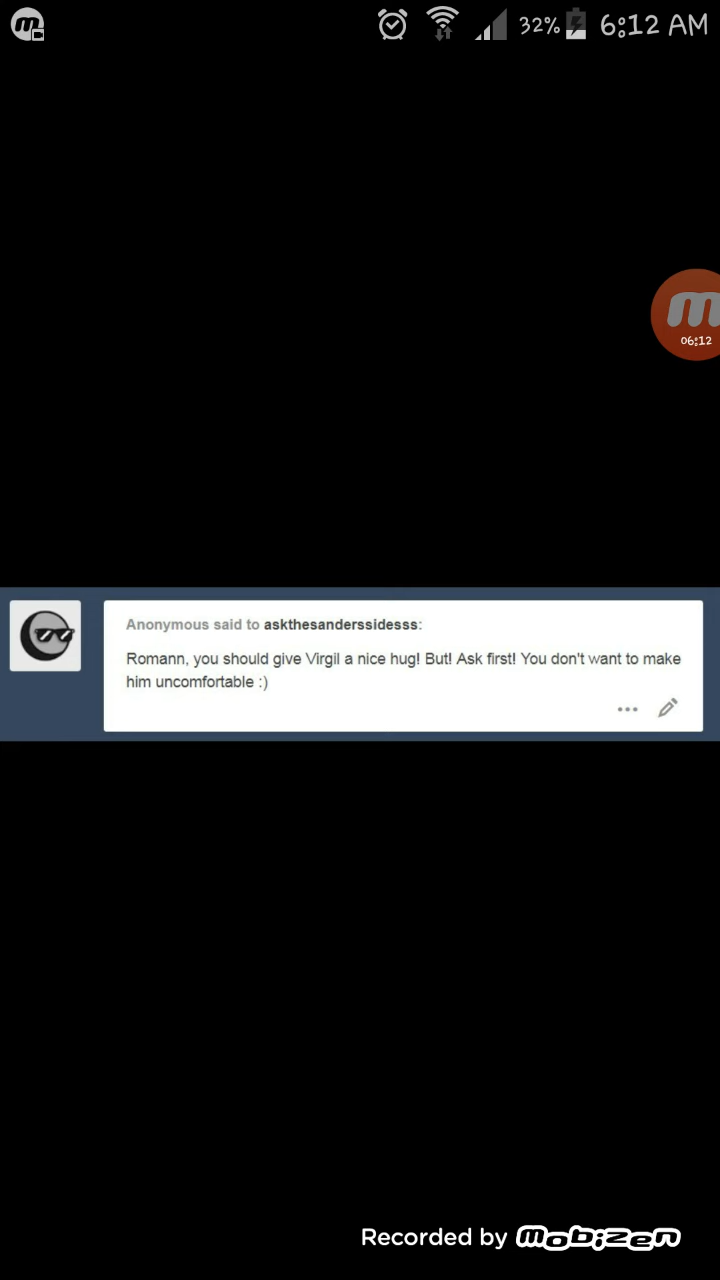 32% 6:12 AM
06:12
Anonymous said to askthesanderssidesss:
Romann, you should give Virgil a nice hug! But! Ask first! You don't want to make
him uncomfortable :)
Recorded by mobizen